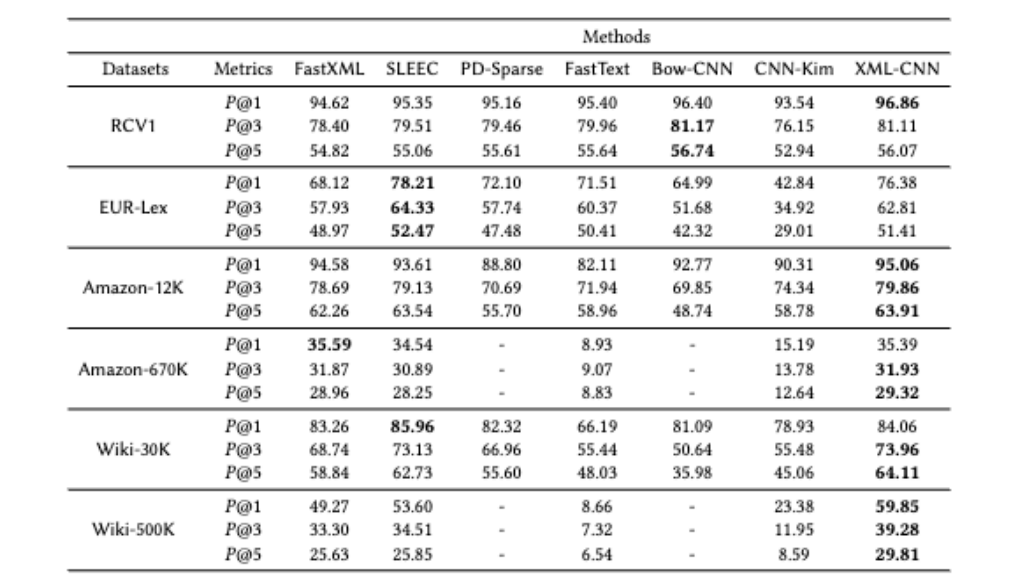 Methods
Datasets Metrics FastXML SLEEC PD-Sparse FastText Bow-CNN CNN-Kim XML-CNN
P@1 94.62 95.35 95.16 95.40 96.40 93.54 96.86
RCV1 P@3 78.40 79.51 79.46 79.96 81.17 76.15 81.11
P@5 54.82 55.06 55.61 55.64 56.74 52.94 56.07
P@1 68.12 78.21 72.10 71.51 64.99 42.84 76.38
EUR-Lex P@3 57.93 64.33 57.74 60.37 51.68 34.92 62.81
P@5 48.97 52.47 47.48 50.41 42.32 29.01 51.41
P@1 94.58 93.61 88.80 82.11 92.77 90.31 95.06
Amazon-12K P@3 78.69 79.13 70.69 71.94 69.85 74.34 79.86
P@5 62.26 63.54 55.70 58.96 48.74 58.78 63.91
P@1 35.59 34.54 - 8.93 - 15.19 35.39
Amazon-670K P@3 31.87 30.89 - 9.07 - 13.78 31.93
P@5 28.96 28.25 - 8.83 - 12.64 29.32
P@1 83.26 85.96 82.32 66.19 81.09 78.93 84.06
Wiki-30K P@3 68.74 73.13 66.96 55.44 50.64 55.48 73.96
P@5 58.84 62.73 55.60 48.03 35.98 45.06 64.11
P@1 49.27 53.60 - 8.66 - 23.38 59.85
Wiki-500K P@3 33.30 34.51 - 7.32 - 11.95 39.28
P@5 25.63 25.85 - 6.54 - 8.59 29.81